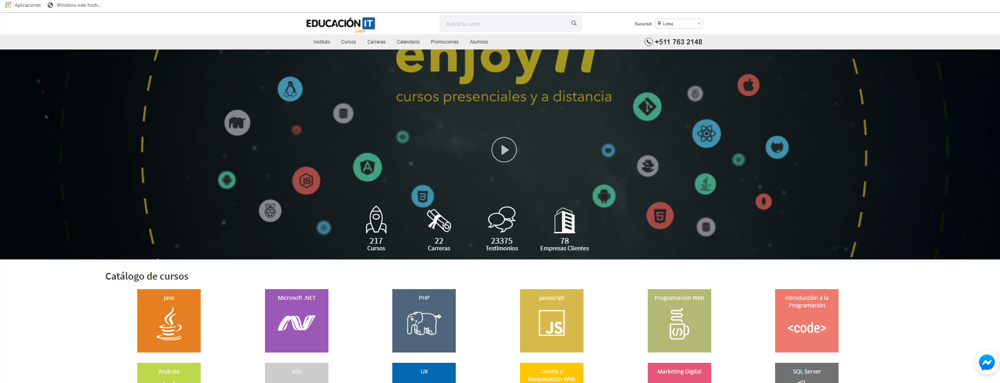 Aplicaciones Windows web hosti...
EDUCACIÓN IT
Lima
Buscá tu curso
Sucursal: Lima
Instituto Cursos Carreras Calendario Promociones Alumnos +511 763 2148
enjoyIT
cursos presenciales y a distancia
217 22 23375 78
Cursos Carreras Testimonios Empresas Clientes
Catálogo de cursos
Java Microsoft .NET PHP Javascript Programación Web Introducción a la
Programación
JS <code>
Android iOS UX Diseño y Marketing Digital SQL Server
Maquetación Web